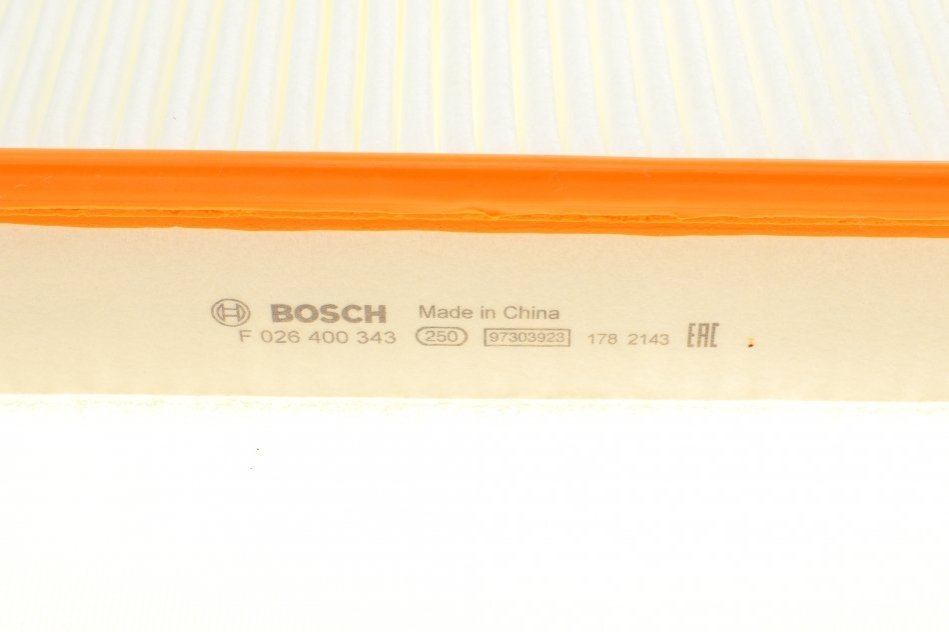 BOSCH Made in China
F 026 400 343 250 97303923 178 2143 EAC